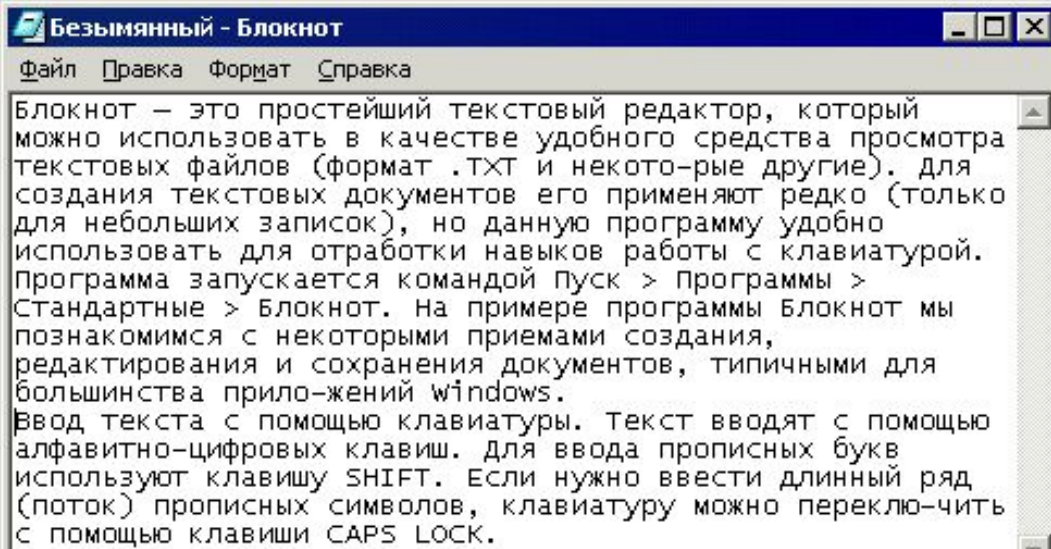 Безымянный - Блокнот
Файл Правка Формат Справка
Блокнот — это простейший текстовый редактор, который
можно использовать в качестве удобного средства просмотра
текстовых файлов (формат .TXT и некото-рые другие). Для
создания текстовых документов его применяют редко (только
для небольших записок), но данную программу удобно
использовать для отработки навыков работы с клавиатурой.
Программа запускается командой Пуск > Программы >
Стандартные > Блокнот. На примере программы Блокнот мы
познакомимся с некоторыми приемами создания,
редактирования и сохранения документов, типичными для
большинства прило-жений Windows.
Ввод текста с помощью клавиатуры. Текст вводят с помощью
алфавитно-цифровых клавиш. Для ввода прописных букв
используют клавишу SHIFT. Если нужно ввести длинный ряд
(поток) прописных символов, клавиатуру можно переклю-чить
с помощью клавиши CAPS LOCK.